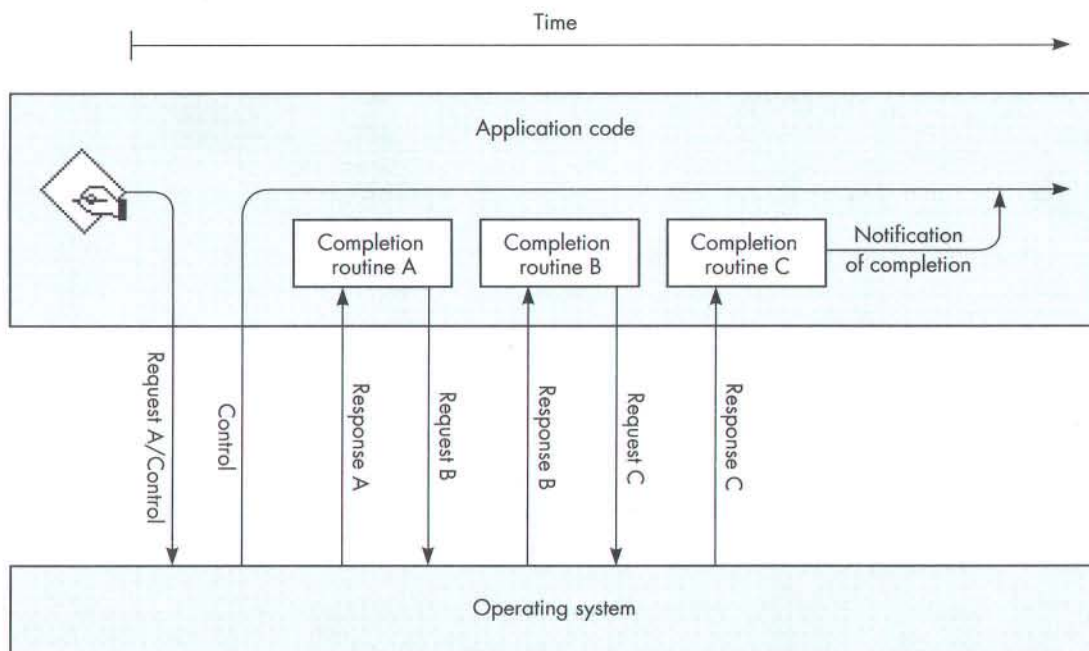 Time
Application code
Completion
routine A
Completion
routine B
Completion
routine C
Notification
of completion
Request A/Control
Control
Response A
Request B
Response B
Request C
Response C
Operating system